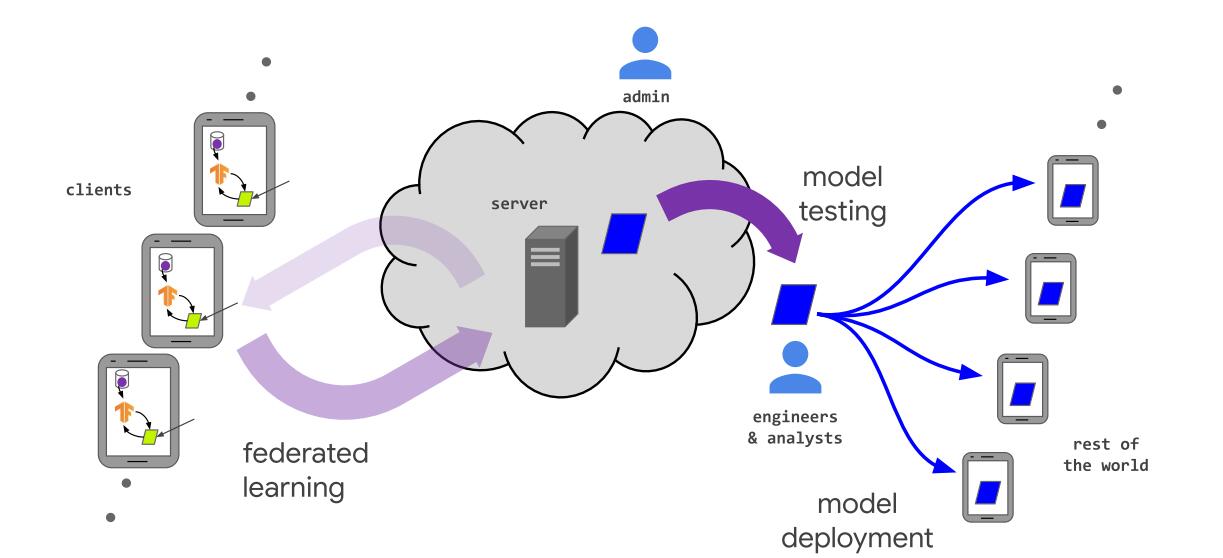 admin
clients
server
model
testing
engineers
& analysts
federated
learning
rest of
the world
model
deployment